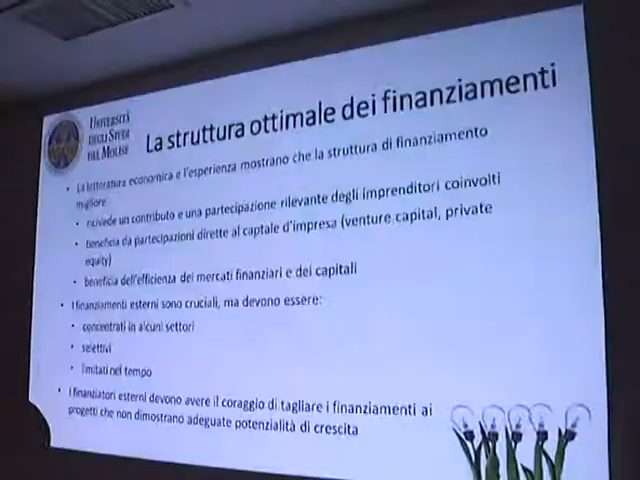 UNIVERSITÀ
DEGLI STUDI
DEL MOLISE
La struttura ottimale dei finanziamenti
• La letteratura economica e l'esperienza mostrano che la struttura di finanziamento
migliore
• richiede un contributo e una partecipazione rilevante degli imprenditori coinvolti
• beneficia da partecipazioni dirette al captale d'impresa (venture capital, private
equity)
• beneficia dell'efficienza dei mercati finanziari e dei capitali
• I finanziamenti esterni sono cruciali, ma devono essere:
• concentrati in alcuni settori
• selettivi
• limitati nel tempo
• I finanziatori esterni devono avere il coraggio di tagliare i finanziamenti ai
progetti che non dimostrano adeguate potenzialità di crescita